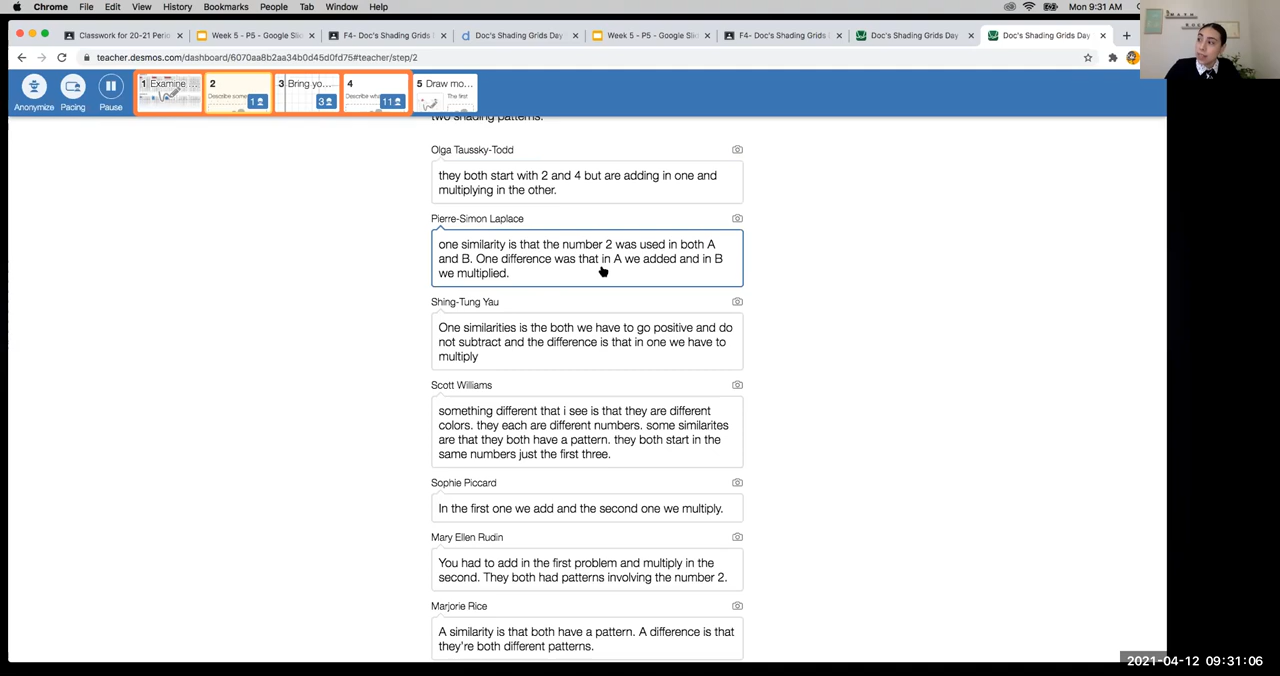 Chrome File Edit View History Bookmarks People Tab Window Help Mon 9:31 AM
Classwork for 20-21 Perio
Week 5 - P5 - Google Slid
F4- Doc's Shading Grids
Doc's Shading Grids Day
Week 5 - P5 - Google Slid
F4- Doc's Shading Grids D
Doc's Shading Grids Day
Doc's Shading Grids Day
teacher.desmos.com/dashboard/6070aa8b2aa34b0d45d0fd75#teacher/step/2
Anonymize Pacing Pause
1 Examine ...
2
Describe some
1
3 Bring yo...
3
4
Describe wh
11
5 Draw mo...
The first
two shading patterns.
Olga Taussky-Todd
they both start with 2 and 4 but are adding in one and
multiplying in the other.
Pierre-Simon Laplace
one similarity is that the number 2 was used in both A
and B. One difference was that in A we added and in B
we multiplied.
Shing-Tung Yau
One similarities is the both we have to go positive and do
not subtract and the difference is that in one we have to
multiply
Scott Williams
something different that i see is that they are different
colors. they each are different numbers. some similarites
are that they both have a pattern. they both start in the
same numbers just the first three.
Sophie Piccard
In the first one we add and the second one we multiply.
Mary Ellen Rudin
You had to add in the first problem and multiply in the
second. They both had patterns involving the number 2.
Marjorie Rice
A similarity is that both have a pattern. A difference is that
they're both different patterns.
2021-04-12 09:31:06